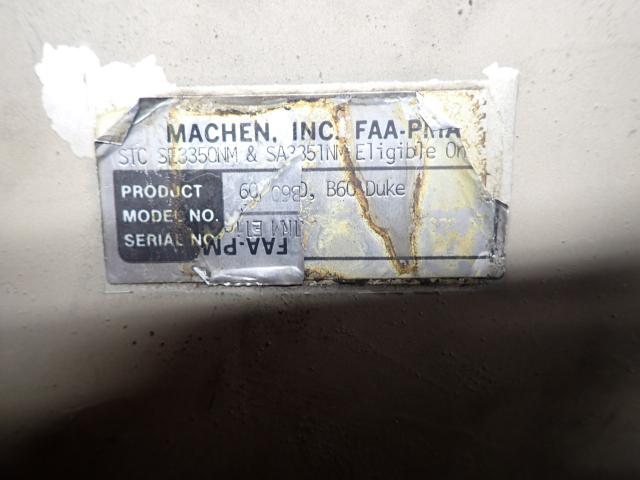 MACHEN, INC. FAA-PMA
STC SE3350NM & SA3351NM Eligible On
PRODUCT 60, B60 Duke
MODEL NO.
SERIAL NO.
FAA-PM